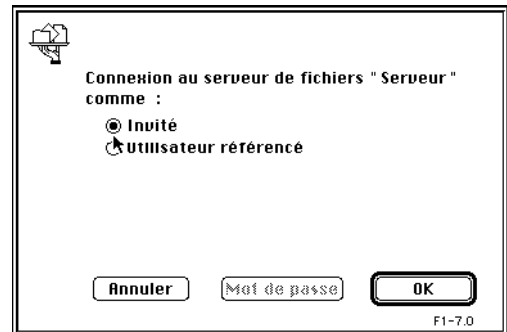 Connexion au serveur de fichiers "Serveur"
comme :
Invité
Utilisateur référencé
Annuler
Mot de passe
OK
F1-7.0